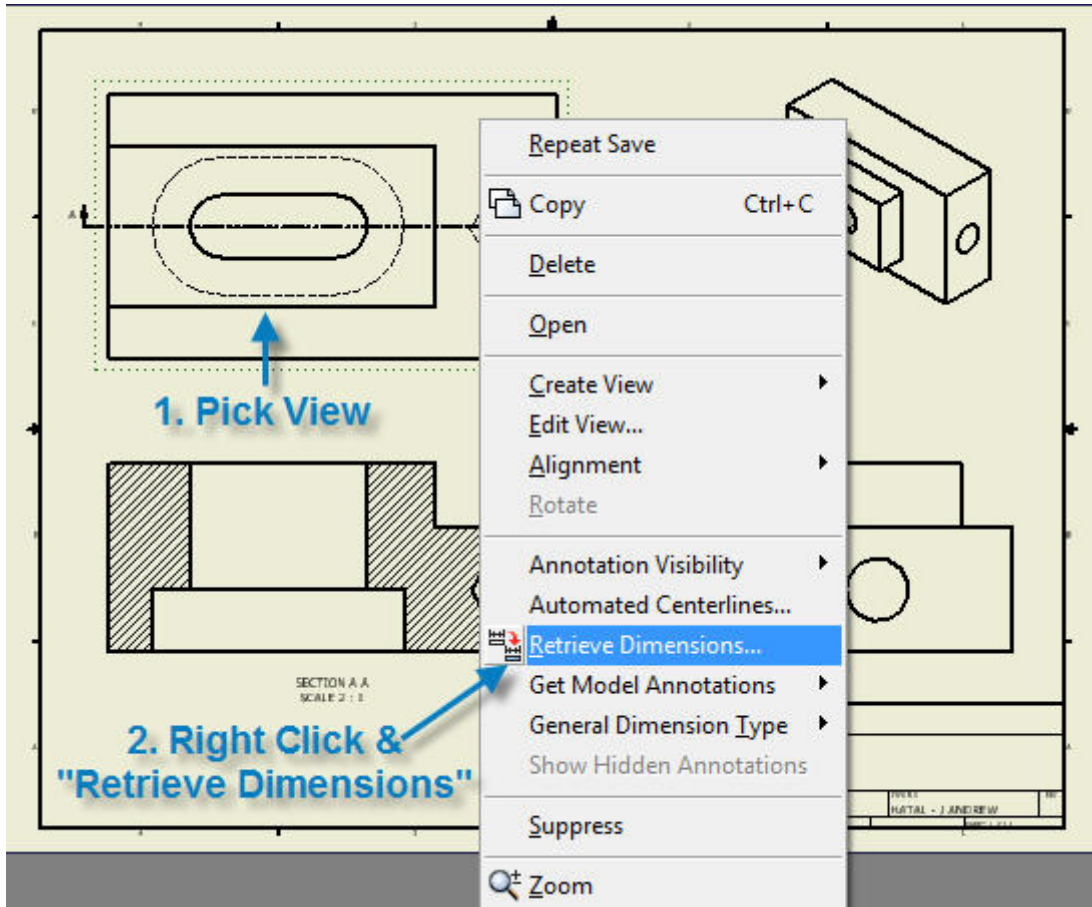 Repeat Save
Copy Ctrl+C
Delete
Open
Create View
Edit View...
Alignment
Rotate
Annotation Visibility
Automated Centerlines...
Retrieve Dimensions...
Get Model Annotations
General Dimension Type
Show Hidden Annotations
Suppress
Zoom
A
1. Pick View
SECTION A A
SCALE 2 : 1
2. Right Click &
"Retrieve Dimensions"
HATAL - J ANDREW